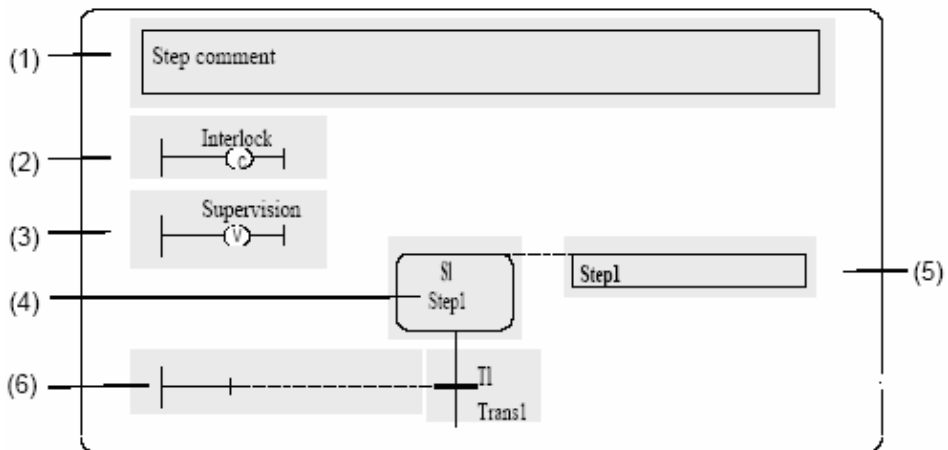 (1)
Step comment
(2)
Interlock
C
(3)
Supervision
V
(4)
S1
Step1
Step1
(5)
(6)
T1
Trans1